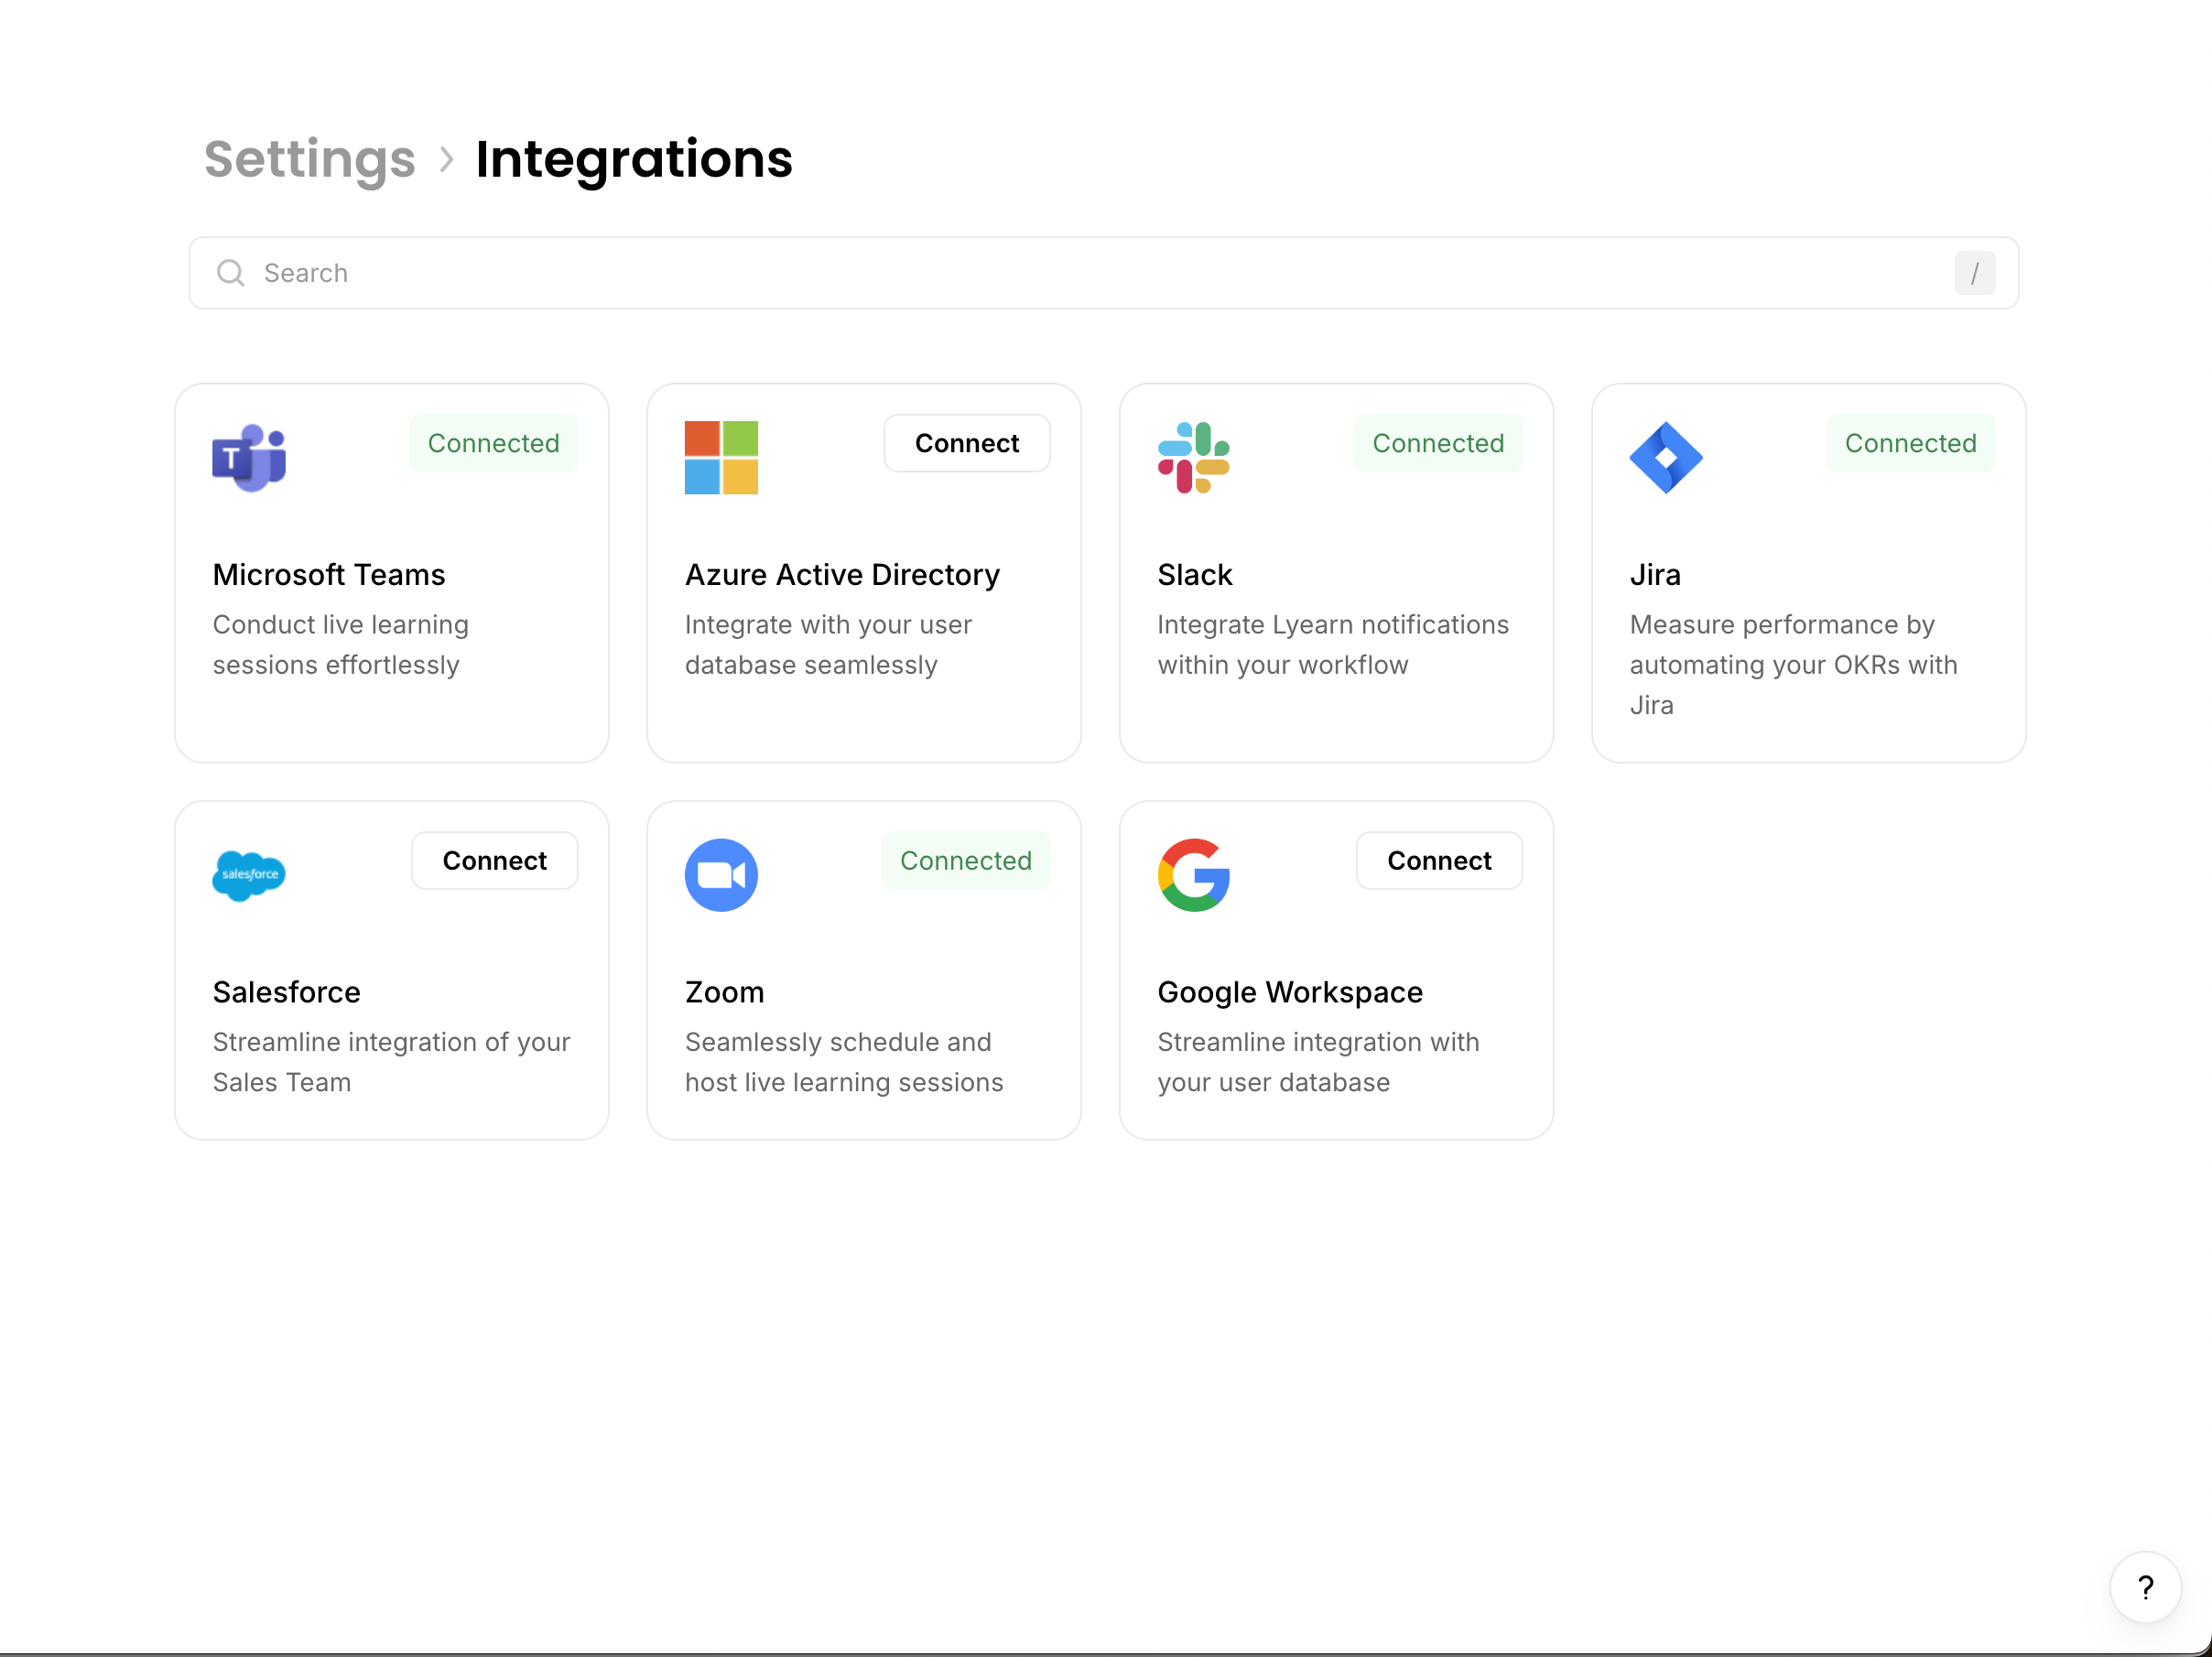 Settings > Integrations
Search
/
T
Connected
Microsoft Teams
Conduct live learning
sessions effortlessly
Connect
Azure Active Directory
Integrate with your user
database seamlessly
Connected
Slack
Integrate Lyearn notifications
within your workflow
Connected
Jira
Measure performance by
automating your OKRs with
Jira
salesforce
Connect
Salesforce
Streamline integration of your
Sales Team
Connected
Zoom
Seamlessly schedule and
host live learning sessions
G
Connect
Google Workspace
Streamline integration with
your user database
?